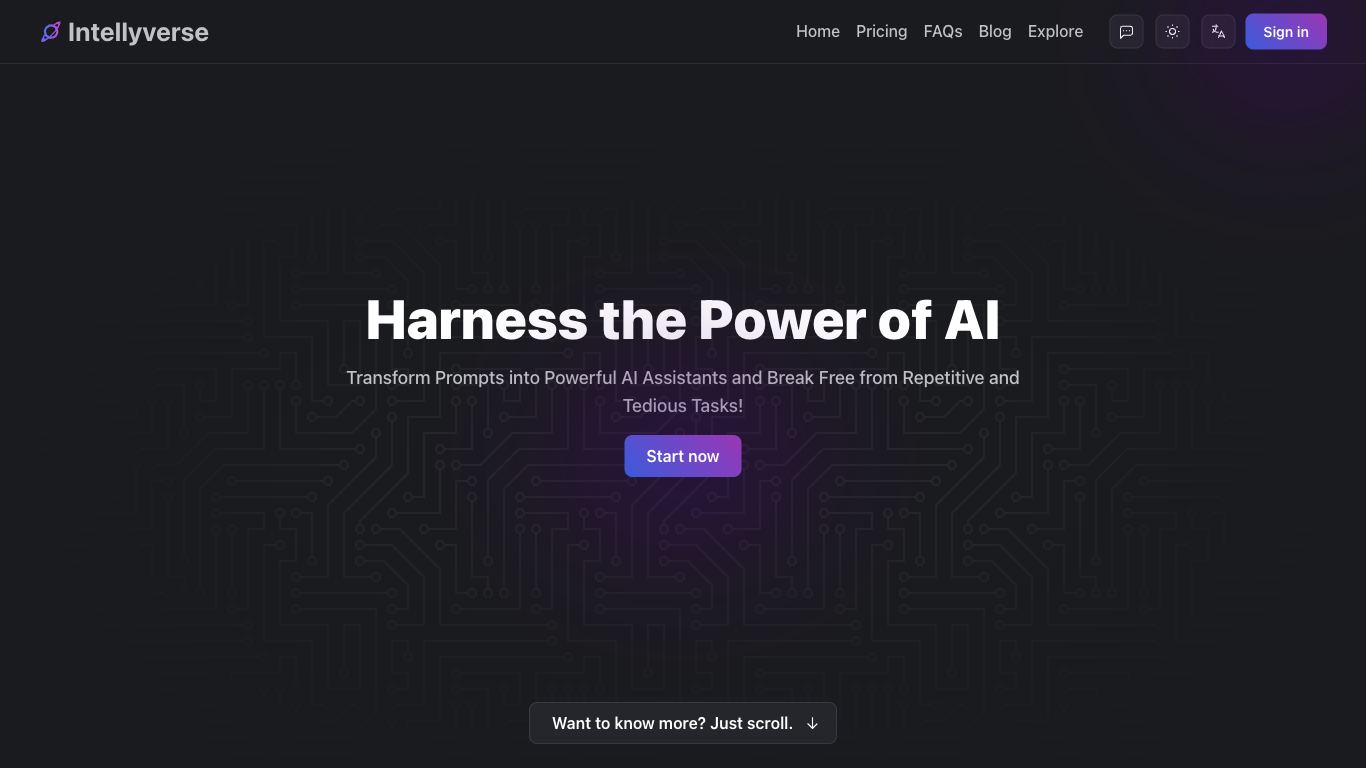 Intellyverse
Home Pricing FAQs Blog Explore Sign in
Harness the Power of AI
Transform Prompts into Powerful AI Assistants and Break Free from Repetitive and
Tedious Tasks!
Start now
Want to know more? Just scroll.